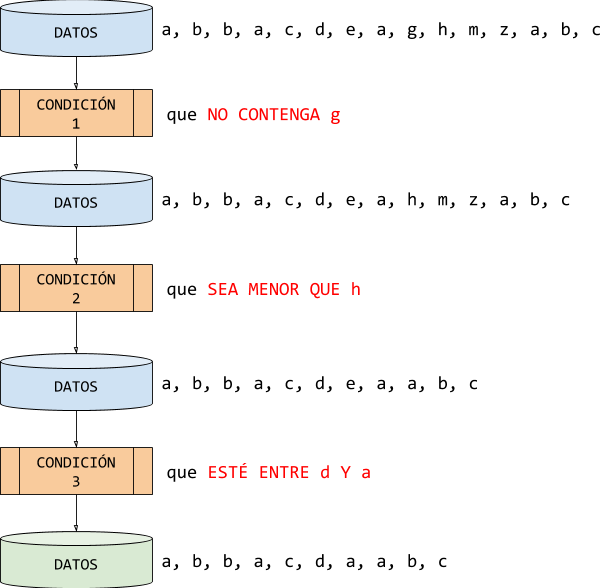 DATOS a, b, b, a, c, d, e, a, g, h, m, z, a, b, c
CONDICIÓN
1
que NO CONTENGA g
DATOS a, b, b, a, c, d, e, a, h, m, z, a, b, c
CONDICIÓN
2
que SEA MENOR QUE h
DATOS a, b, b, a, c, d, e, a, a, b, c
CONDICIÓN
3
que ESTÉ ENTRE d Y a
DATOS a, b, b, a, c, d, a, a, b, c